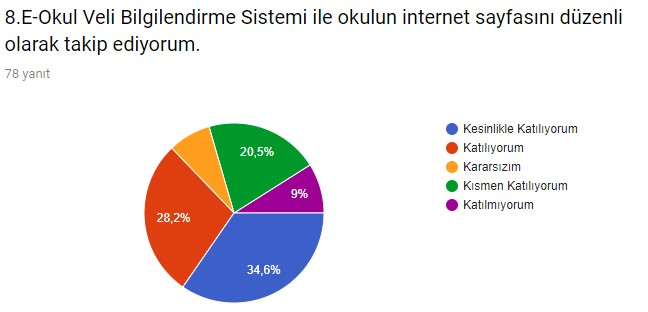 8.E-Okul Veli Bilgilendirme Sistemi ile okulun internet sayfasını düzenli
olarak takip ediyorum.
78 yanıt
Kesinlikle Katılıyorum
Katılıyorum
Kararsızım
Kısmen Katılıyorum
Katılmıyorum
20,5%
9%
28,2%
34,6%